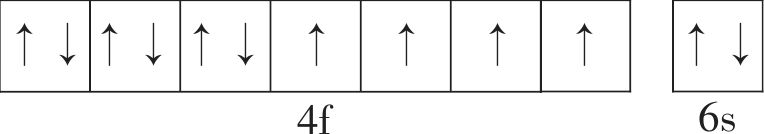 ↑ ↓ ↑ ↓ ↑ ↓ ↑ ↑ ↑ ↑ ↑ ↓
4f 6s